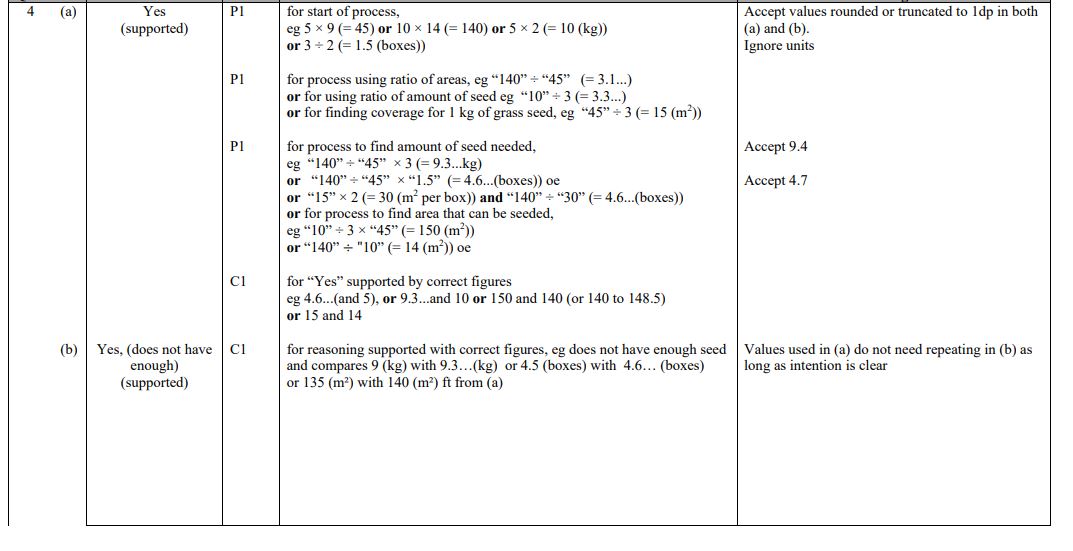 4 (a) Yes P1 for start of process, Accept values rounded or truncated to 1dp in both
(supported) eg 5 × 9 (= 45) or 10 × 14 (= 140) or 5 × 2 (= 10 (kg)) (a) and (b).
or 3 ÷ 2 (= 1.5 (boxes)) Ignore units
P1 for process using ratio of areas, eg “140” ÷ “45” (= 3.1...)
or for using ratio of amount of seed eg “10” ÷ 3 (= 3.3...)
or for finding coverage for 1 kg of grass seed, eg “45” ÷ 3 (= 15 (m²))
P1 for process to find amount of seed needed, Accept 9.4
eg “140” ÷ “45” × 3 (= 9.3...kg)
or “140” ÷ “45” × “1.5” (= 4.6...(boxes)) oe Accept 4.7
or “15” × 2 (= 30 (m² per box)) and “140” ÷ “30” (= 4.6...(boxes))
or for process to find area that can be seeded,
eg “10” ÷ 3 × “45” (= 150 (m²))
or “140” ÷ "10” (= 14 (m²)) oe
C1 for “Yes” supported by correct figures
eg 4.6...(and 5), or 9.3...and 10 or 150 and 140 (or 140 to 148.5)
or 15 and 14
(b) Yes, (does not have C1 for reasoning supported with correct figures, eg does not have enough seed Values used in (a) do not need repeating in (b) as
enough) and compares 9 (kg) with 9.3…(kg) or 4.5 (boxes) with 4.6… (boxes) long as intention is clear
(supported) or 135 (m²) with 140 (m²) ft from (a)